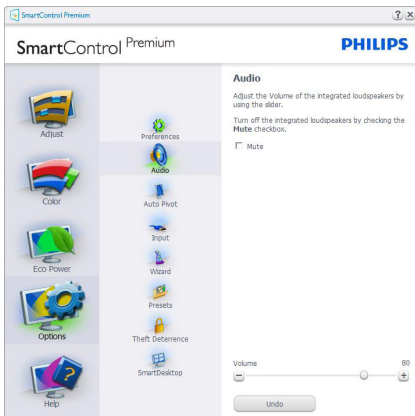 SmartControl Premium
SmartControl Premium
PHILIPS
Adjust
Color
Eco Power
Options
Help
Preferences
Audio
Auto Pivot
Input
Wizard
Presets
Theft Deterrence
SmartDesktop
Audio
Adjust the Volume of the integrated loudspeakers by
using the slider.
Turn off the integrated loudspeakers by checking the
Mute checkbox.
Mute
Volume 80
Undo